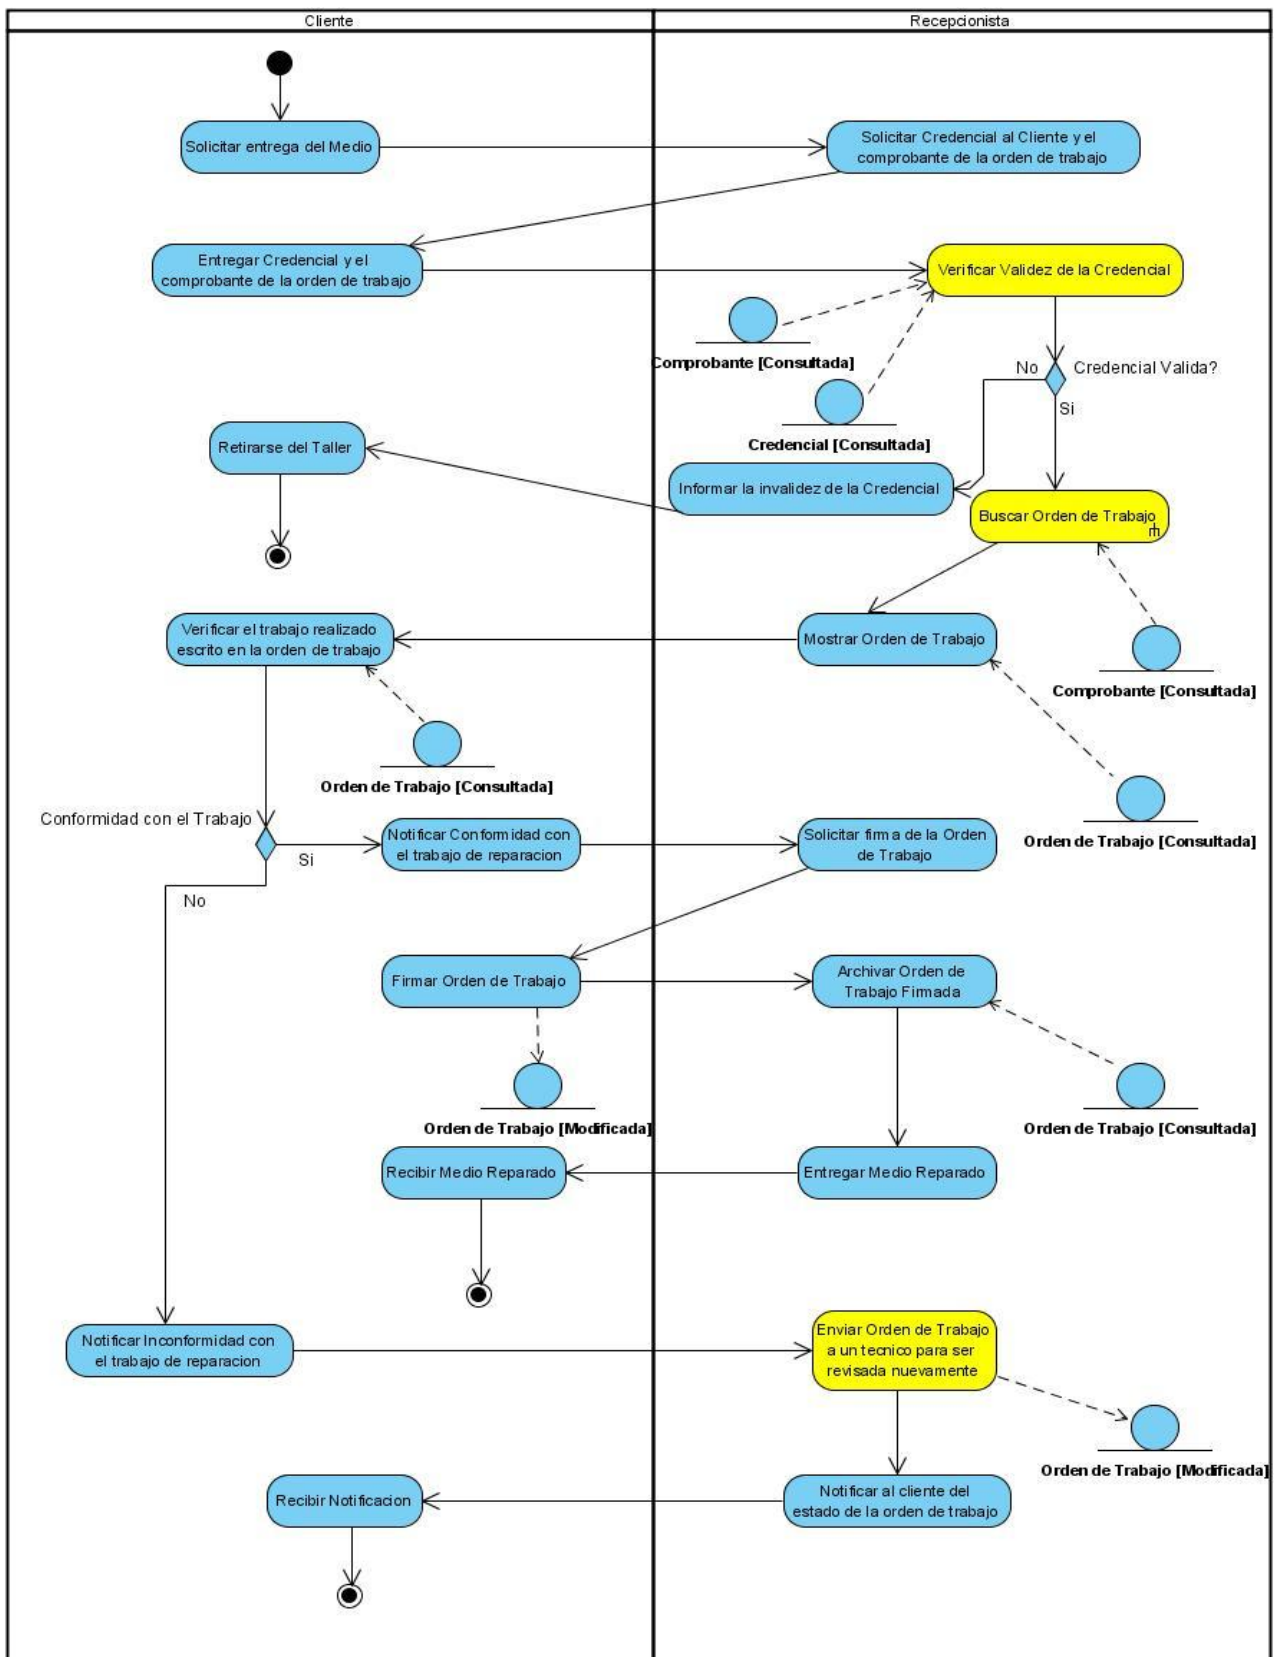 Cliente
Recepcionista
Solicitar entrega del Medio
Solicitar Credencial al Cliente y el
comprobante de la orden de trabajo
Entregar Credencial y el
comprobante de la orden de trabajo
Verificar Validez de la Credencial
Comprobante [Consultada]
No
Credencial Valida?
Si
Credencial [Consultada]
Retirarse del Taller
Informar la invalidez de la Credencial
Buscar Orden de Trabajo
Verificar el trabajo realizado
escrito en la orden de trabajo
Mostrar Orden de Trabajo
Comprobante [Consultada]
Orden de Trabajo [Consultada]
Conformidad con el Trabajo
Si
No
Notificar Conformidad con
el trabajo de reparacion
Solicitar firma de la Orden
de Trabajo
Orden de Trabajo [Consultada]
Firmar Orden de Trabajo
Archivar Orden de
Trabajo Firmada
Orden de Trabajo [Modificada]
Orden de Trabajo [Consultada]
Recibir Medio Reparado
Entregar Medio Reparado
Notificar Inconformidad con
el trabajo de reparacion
Enviar Orden de Trabajo
a un tecnico para ser
revisada nuevamente
Orden de Trabajo [Modificada]
Recibir Notificacion
Notificar al cliente del
estado de la orden de trabajo